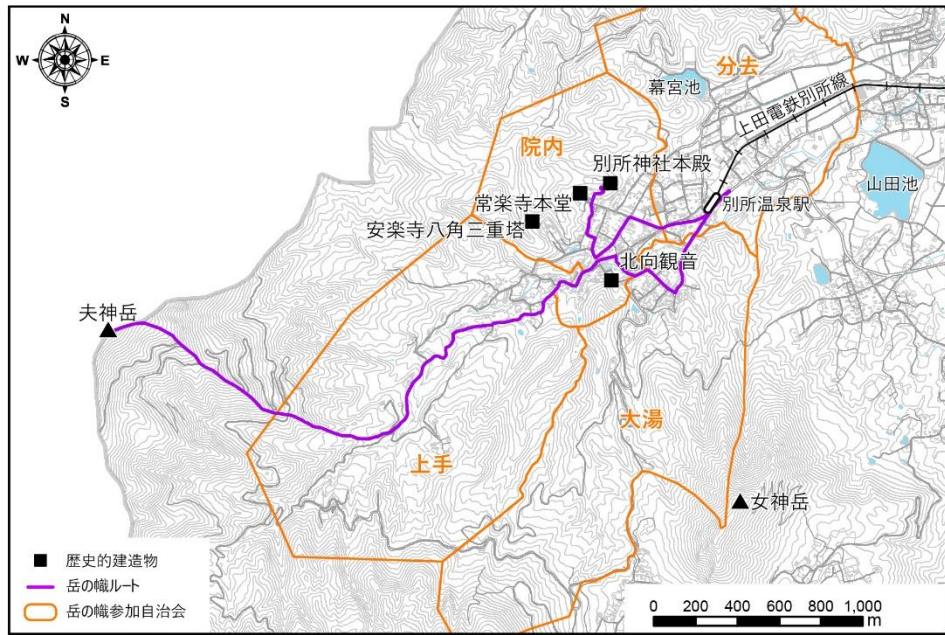 N
W
E
S
分去
幕宮池
上田電鉄別所線
院内
別所神社本殿
常楽寺本堂
山田池
別所温泉駅
安楽寺八角三重塔
北向観音
夫神岳
大湯
上手
女神岳
歴史的建造物
岳の幟ルート
岳の幟参加自治会
0 200 400 600 800 1,000
m